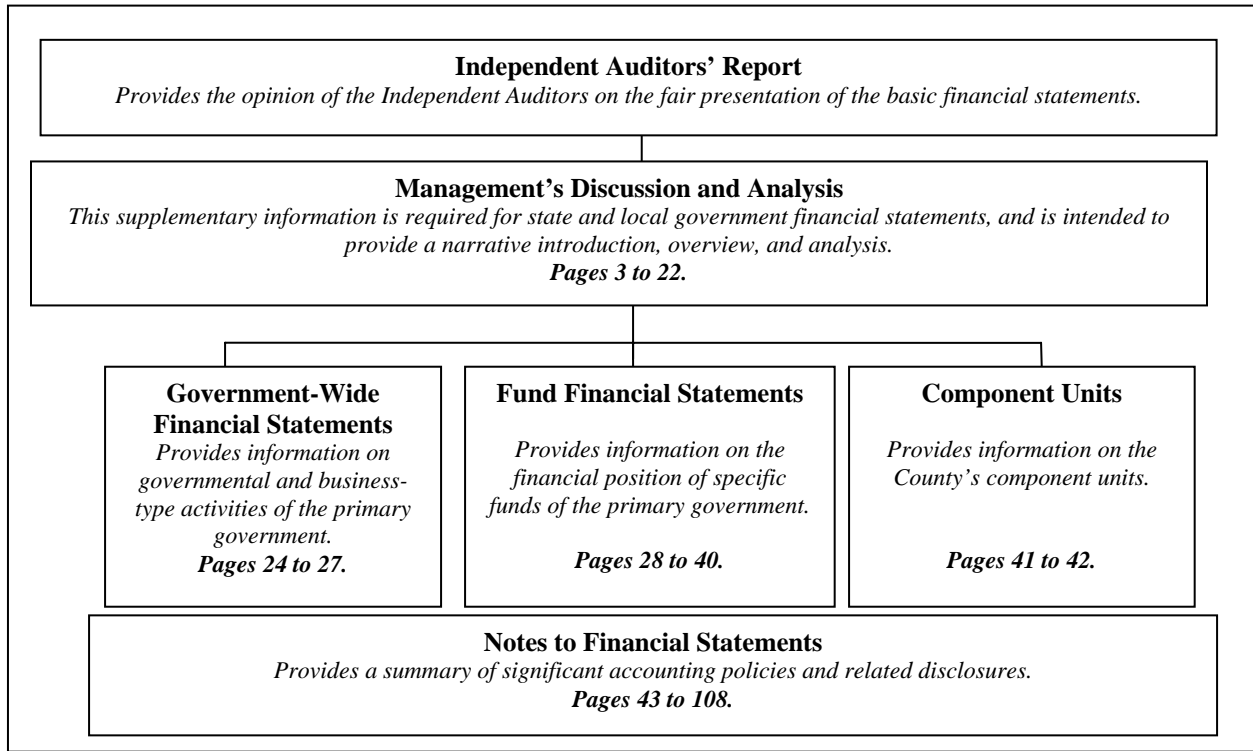 Independent Auditors' Report
Provides the opinion of the Independent Auditors on the fair presentation of the basic financial statements.
Management's Discussion and Analysis
This supplementary information is required for state and local government financial statements, and is intended to
provide a narrative introduction, overview, and analysis.
Pages 3 to 22.
Government-Wide
Financial Statements
Provides information on
governmental and business-
type activities of the primary
government.
Pages 24 to 27.
Fund Financial Statements
Provides information on the
financial position of specific
funds of the primary government.
Pages 28 to 40.
Component Units
Provides information on the
County's component units.
Pages 41 to 42.
Notes to Financial Statements
Provides a summary of significant accounting policies and related disclosures.
Pages 43 to 108.